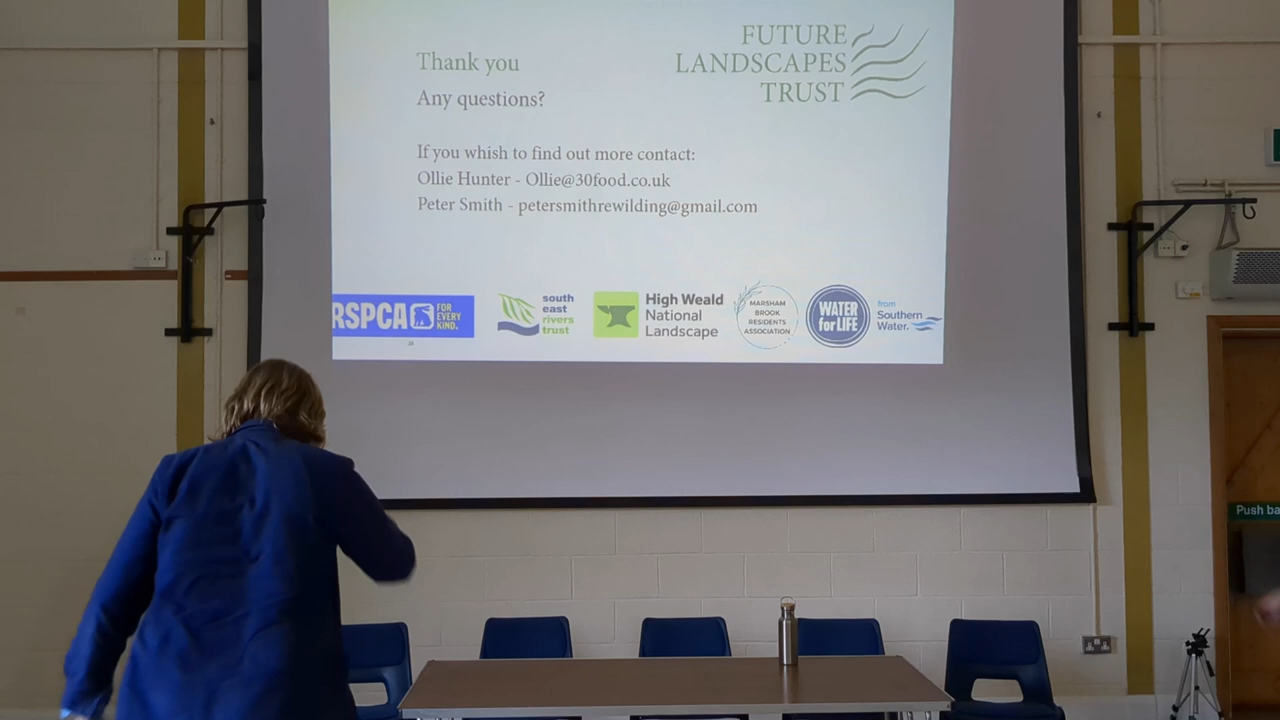 FUTURE
LANDSCAPES
TRUST
Thank you
Any questions?
If you whish to find out more contact:
Ollie Hunter - Ollie@30food.co.uk
Peter Smith - petersmithrewilding@gmail.com
RSPCA FOR EVERY KIND.
south
east
rivers
trust
High Weald
National
Landscape
MARSHAM
BROOK
RESIDENTS
ASSOCIATION
WATER
for LIFE
from
Southern
Water.
Push ba